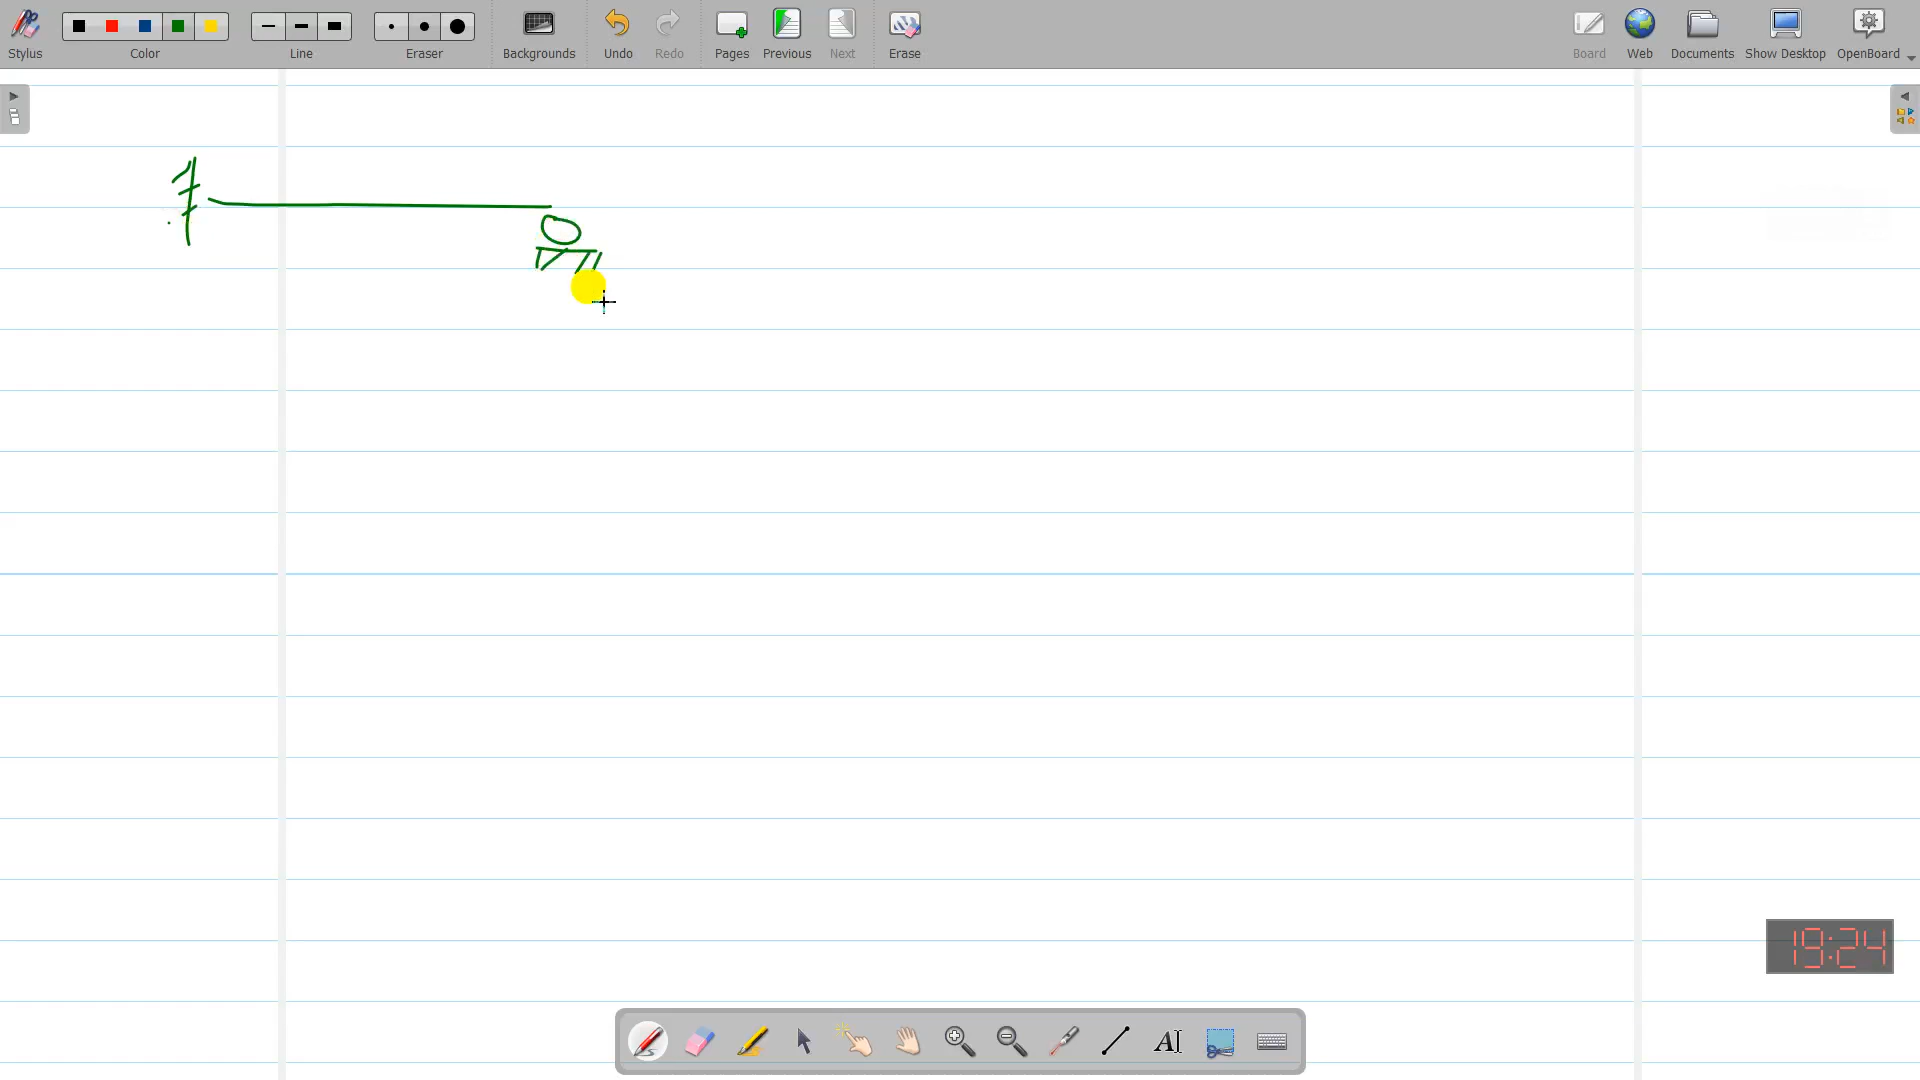 Stylus Color Line Eraser Backgrounds Undo Redo Pages Previous Next Erase Board Web Documents Show Desktop OpenBoard
19:24
AI